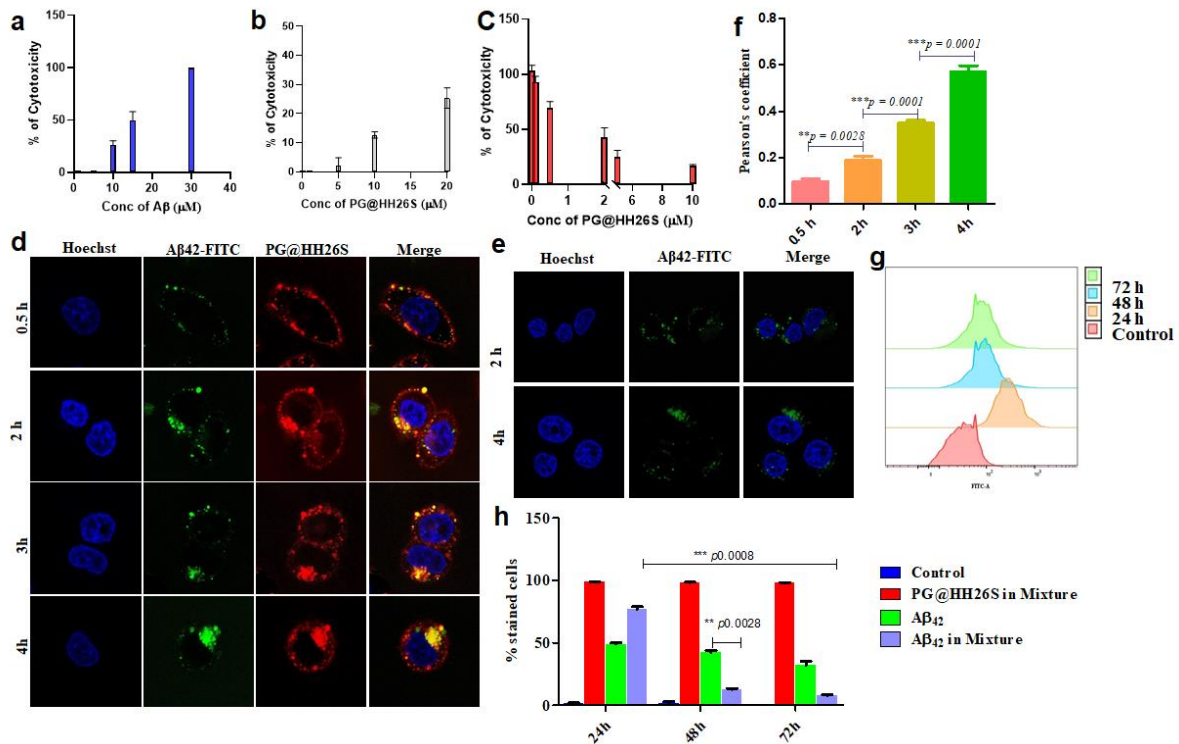 a
% of Cytotoxicity
100
50
0
0 10 20 30 40
Conc of Aβ (μM)
b
% of Cytotoxicity
50
40
30
20
10
0
0 5 10 15 20
Conc of PG@HH26S (μM)
C
% of Cytotoxicity
150
100
50
0
0 1 2 6 8 10
Conc of PG@HH26S (μM)
f
Pearson's coefficient
0.8
0.6
0.4
0.2
0.0
**p = 0.0028
***p = 0.0001
***p = 0.0001
0.5 h 2h 3h 4h
d
Hoechst Aβ42-FITC PG@HH26S Merge
0.5 h
2 h
3h
4h
e
Hoechst Aβ42-FITC Merge
2 h
4h
g
72 h
48 h
24 h
Control
FITC-A
h
% stained cells
150
100
50
0
*** p0.0008
** p0.0028
24h 48h 72h
Control
PG@HH26S in Mixture
Aβ42
Aβ42 in Mixture